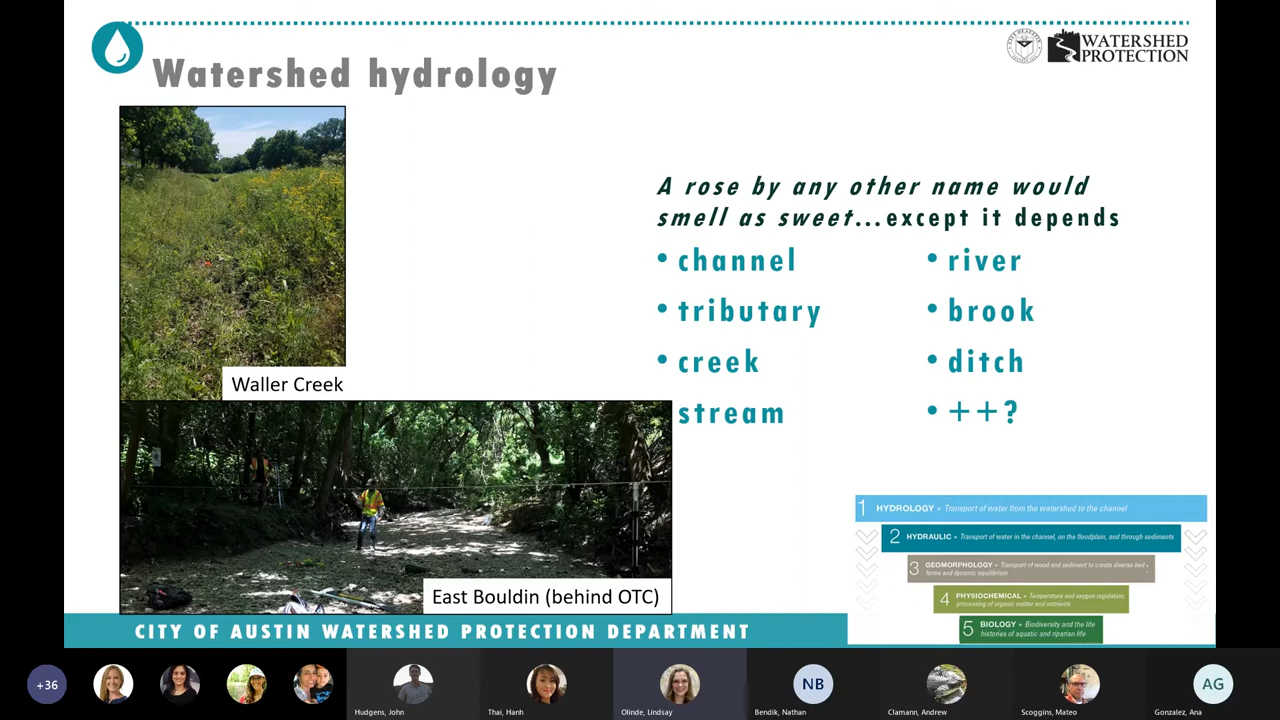 Watershed hydrology
WATERSHED
PROTECTION
A rose by any other name would
smell as sweet...except it depends
• channel
• tributary
• creek
stream
• river
• brook
• ditch
• ++?
Waller Creek
East Bouldin (behind OTC)
1 HYDROLOGY » Transport of water from the watershed to the channel
2 HYDRAULIC » Transport of water in the channel, on the floodplain, and through sediments
3 GEOMORPHOLOGY » Transport of wood and sediment to create diverse bed
forms and dynamic equilibrium
4 PHYSIOCHEMICAL » Temperature and oxygen regulation;
processing of organic matter and nutrients
5 BIOLOGY » Biodiversity and the life
histories of aquatic and riparian life
CITY OF AUSTIN WATERSHED PROTECTION DEPARTMENT
+36
Hudgens, John
Thai, Hanh
Olinde, Lindsay
NB
Bendik, Nathan
Clamann, Andrew
Scoggins, Mateo
AG
Gonzalez, Ana